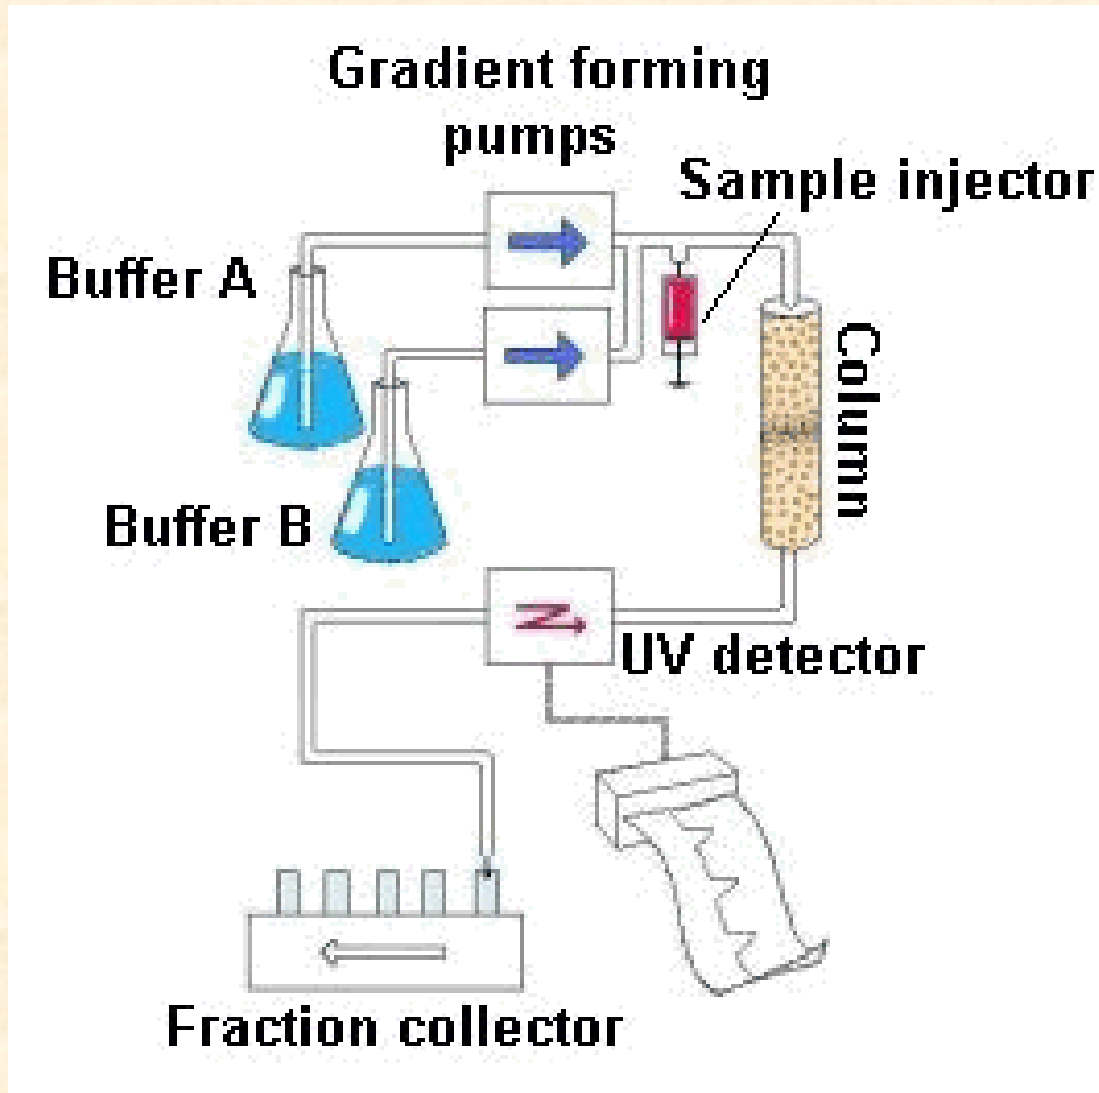 Gradient forming
pumps
Sample injector
Buffer A
Column
Buffer B
UV detector
Fraction collector